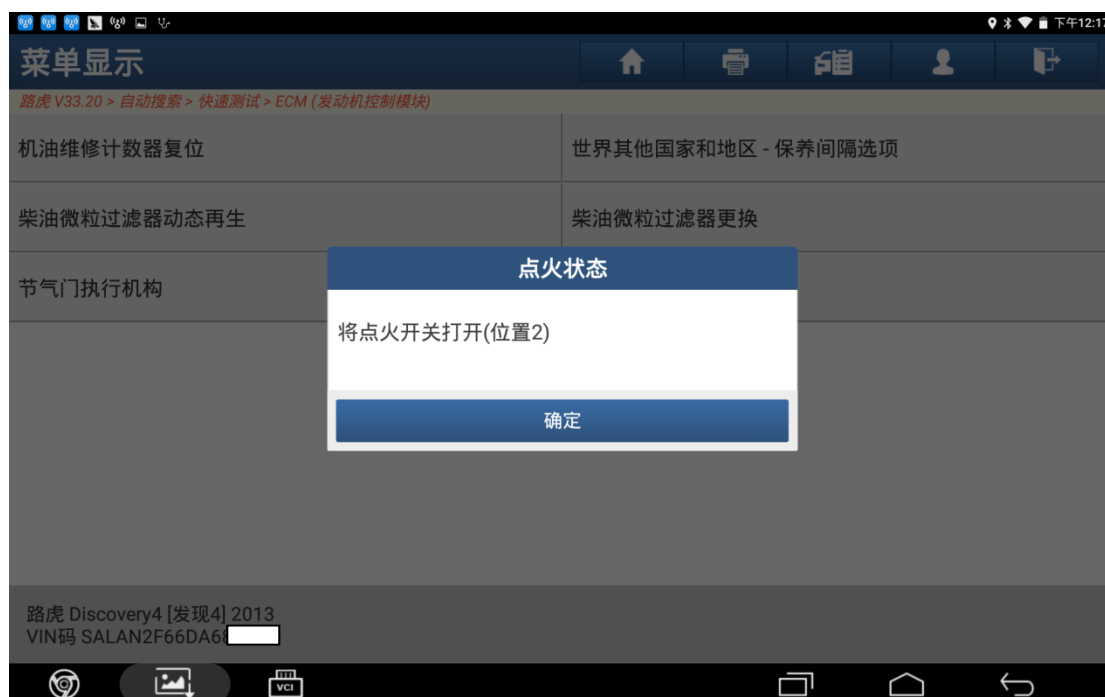 下午12:17
菜单显示
路虎 V33.20 > 自动搜索 > 快速测试 > ECM (发动机控制模块)
机油维修计数器复位
世界其他国家和地区 - 保养间隔选项
柴油微粒过滤器动态再生
柴油微粒过滤器更换
节气门执行机构
点火状态
将点火开关打开(位置2)
确定
路虎 Discovery4 [发现4] 2013
VIN码 SALAN2F66DA6
VCI